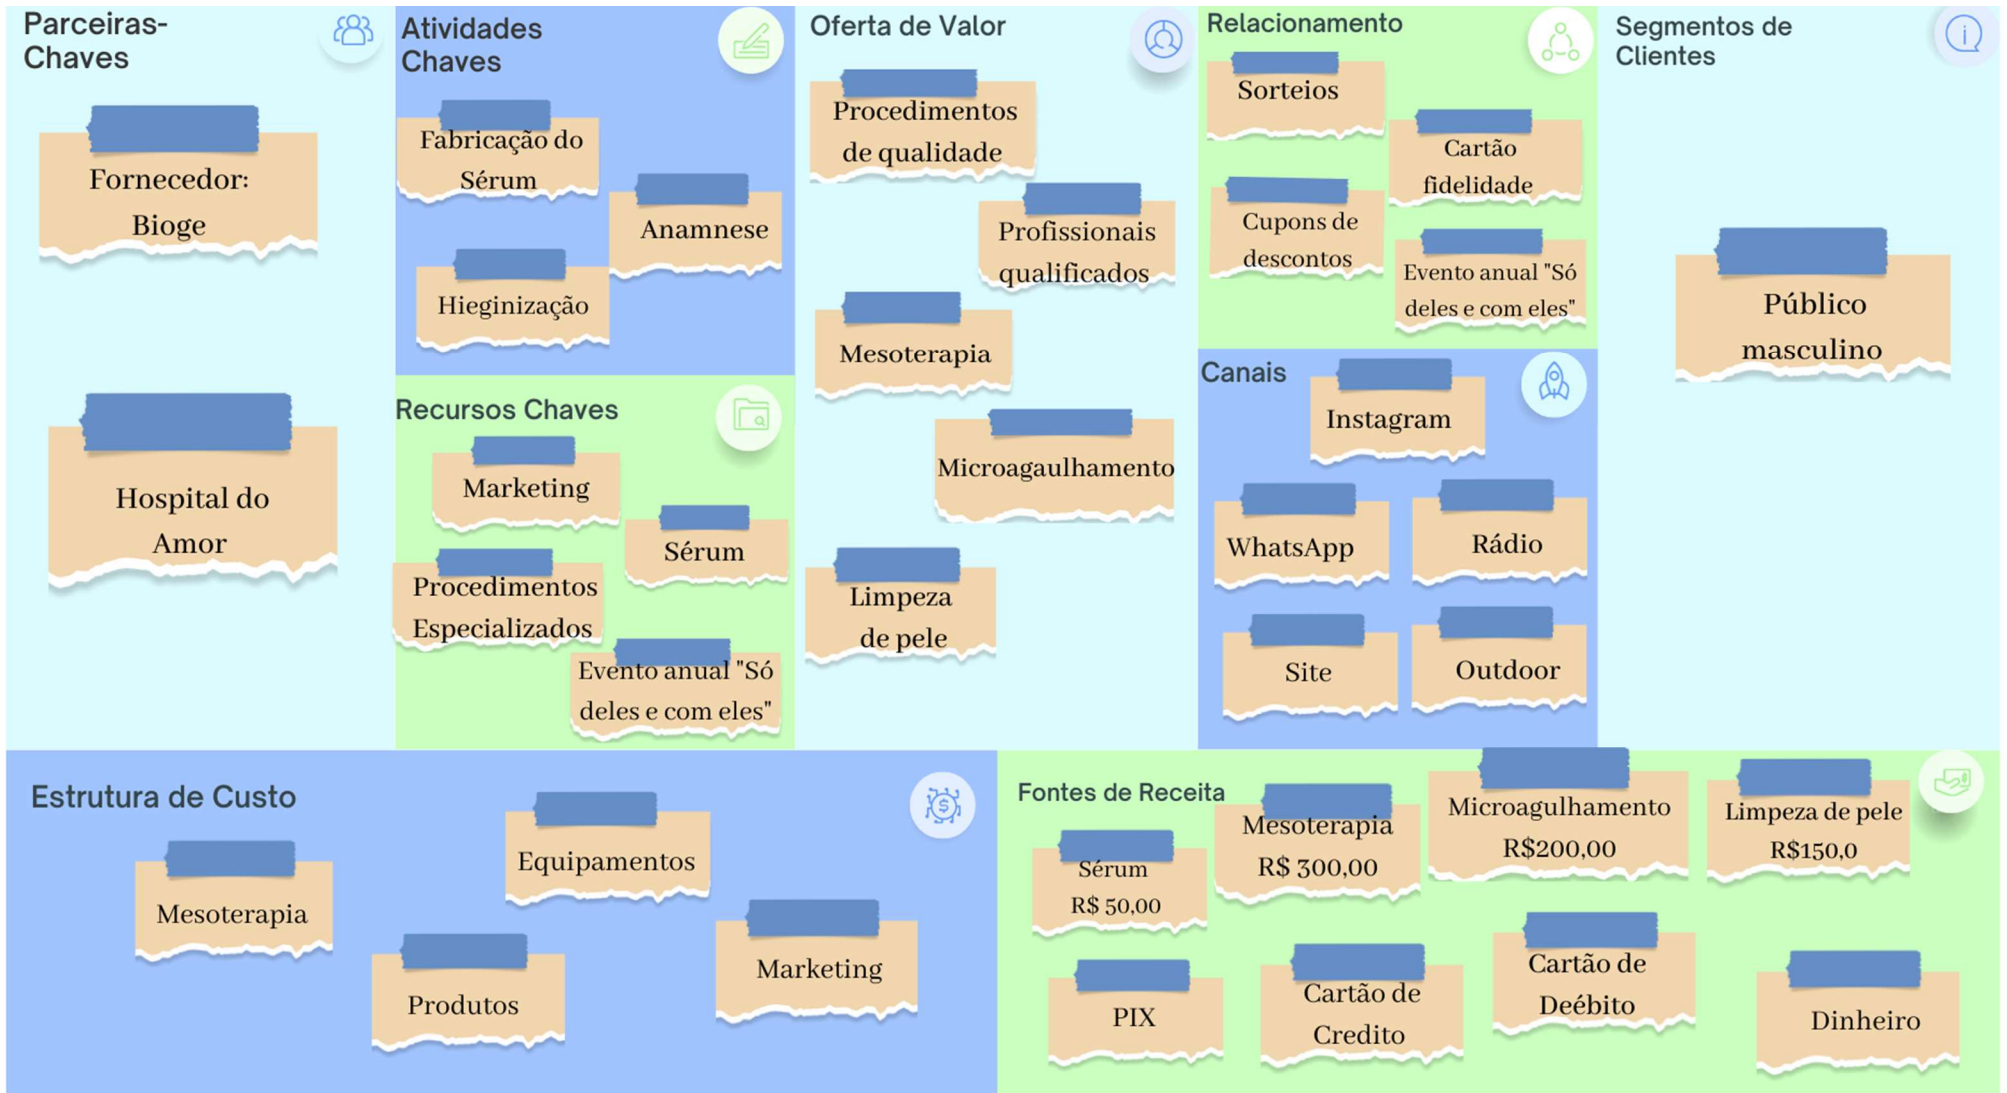 Parceiras-
Chaves
Fornecedor:
Bioge
Hospital do
Amor
Atividades
Chaves
Fabricação do
Sérum
Anamnese
Hieginização
Recursos Chaves
Marketing
Sérum
Procedimentos
Especializados
Evento anual "Só
deles e com eles"
Oferta de Valor
Procedimentos
de qualidade
Profissionais
qualificados
Mesoterapia
Microagaulhamento
Limpeza
de pele
Relacionamento
Sorteios
Cartão
fidelidade
Cupons de
descontos
Evento anual "Só
deles e com eles"
Canais
Instagram
WhatsApp
Rádio
Site
Outdoor
Segmentos de
Clientes
Público
masculino
Estrutura de Custo
Mesoterapia
Equipamentos
Produtos
Marketing
Fontes de Receita
Sérum
R$ 50,00
Mesoterapia
R$ 300,00
Microagulhamento
R$200,00
Limpeza de pele
R$150,0
PIX
Cartão de
Credito
Cartão de
Deébito
Dinheiro